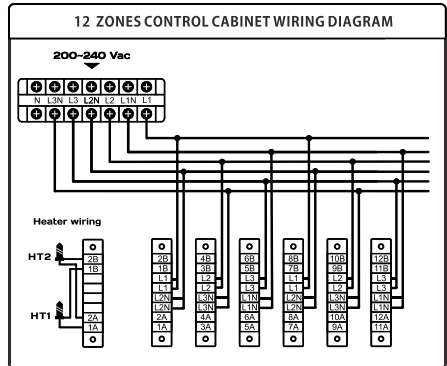 12 ZONES CONTROL CABINET WIRING DIAGRAM
200~240 Vac
N L3N L3 L2N L2 L1N L1
Heater wiring
HT2
HT1
2B
1B
2A
1A
2B
1B
L1
L1
L2N
L2N
2A
1A
4B
3B
L2
L2
L3N
L3N
4A
3A
6B
5B
L3
L3
L1N
L1N
6A
5A
8B
7B
L1
L1
L2N
L2N
8A
7A
10B
9B
L2
L2
L3N
L3N
10A
9A
12B
11B
L3
L3
L1N
L1N
12A
11A